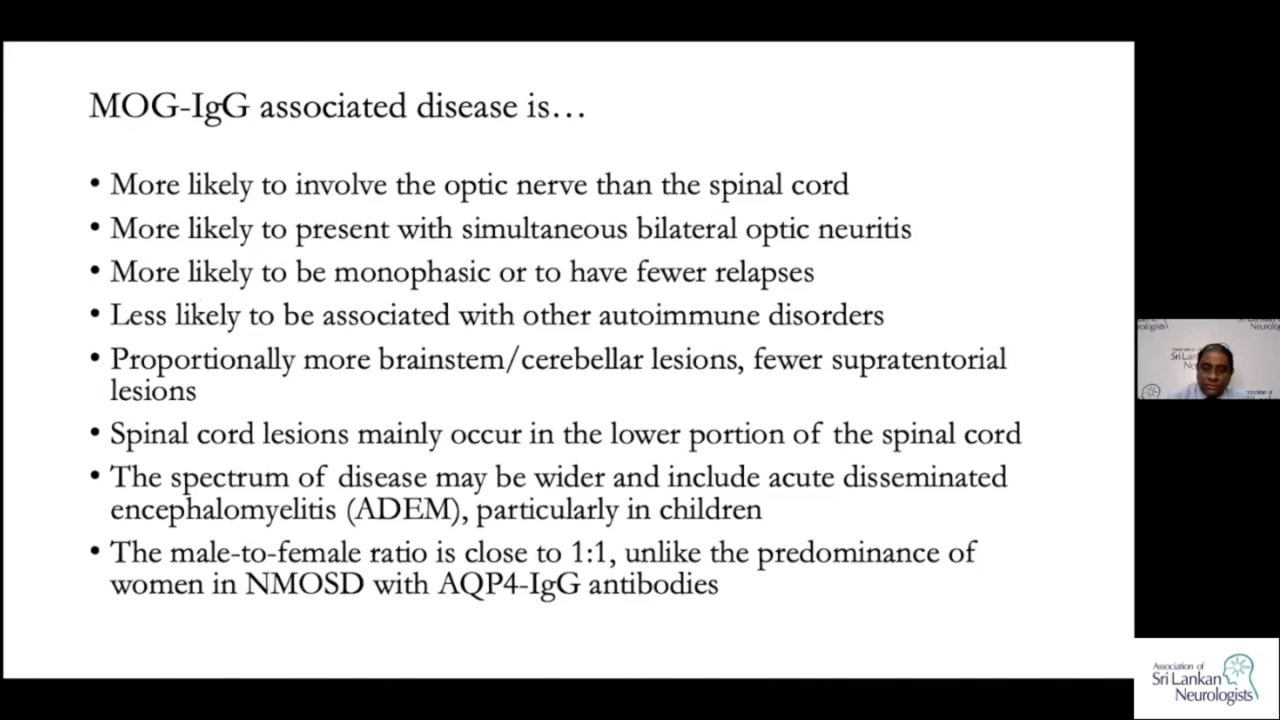 MOG-IgG associated disease is…
• More likely to involve the optic nerve than the spinal cord
• More likely to present with simultaneous bilateral optic neuritis
• More likely to be monophasic or to have fewer relapses
• Less likely to be associated with other autoimmune disorders
• Proportionally more brainstem/cerebellar lesions, fewer supratentorial
lesions
• Spinal cord lesions mainly occur in the lower portion of the spinal cord
• The spectrum of disease may be wider and include acute disseminated
encephalomyelitis (ADEM), particularly in children
• The male-to-female ratio is close to 1:1, unlike the predominance of
women in NMOSD with AQP4-IgG antibodies
Association of
Sri Lankan
Neurologists